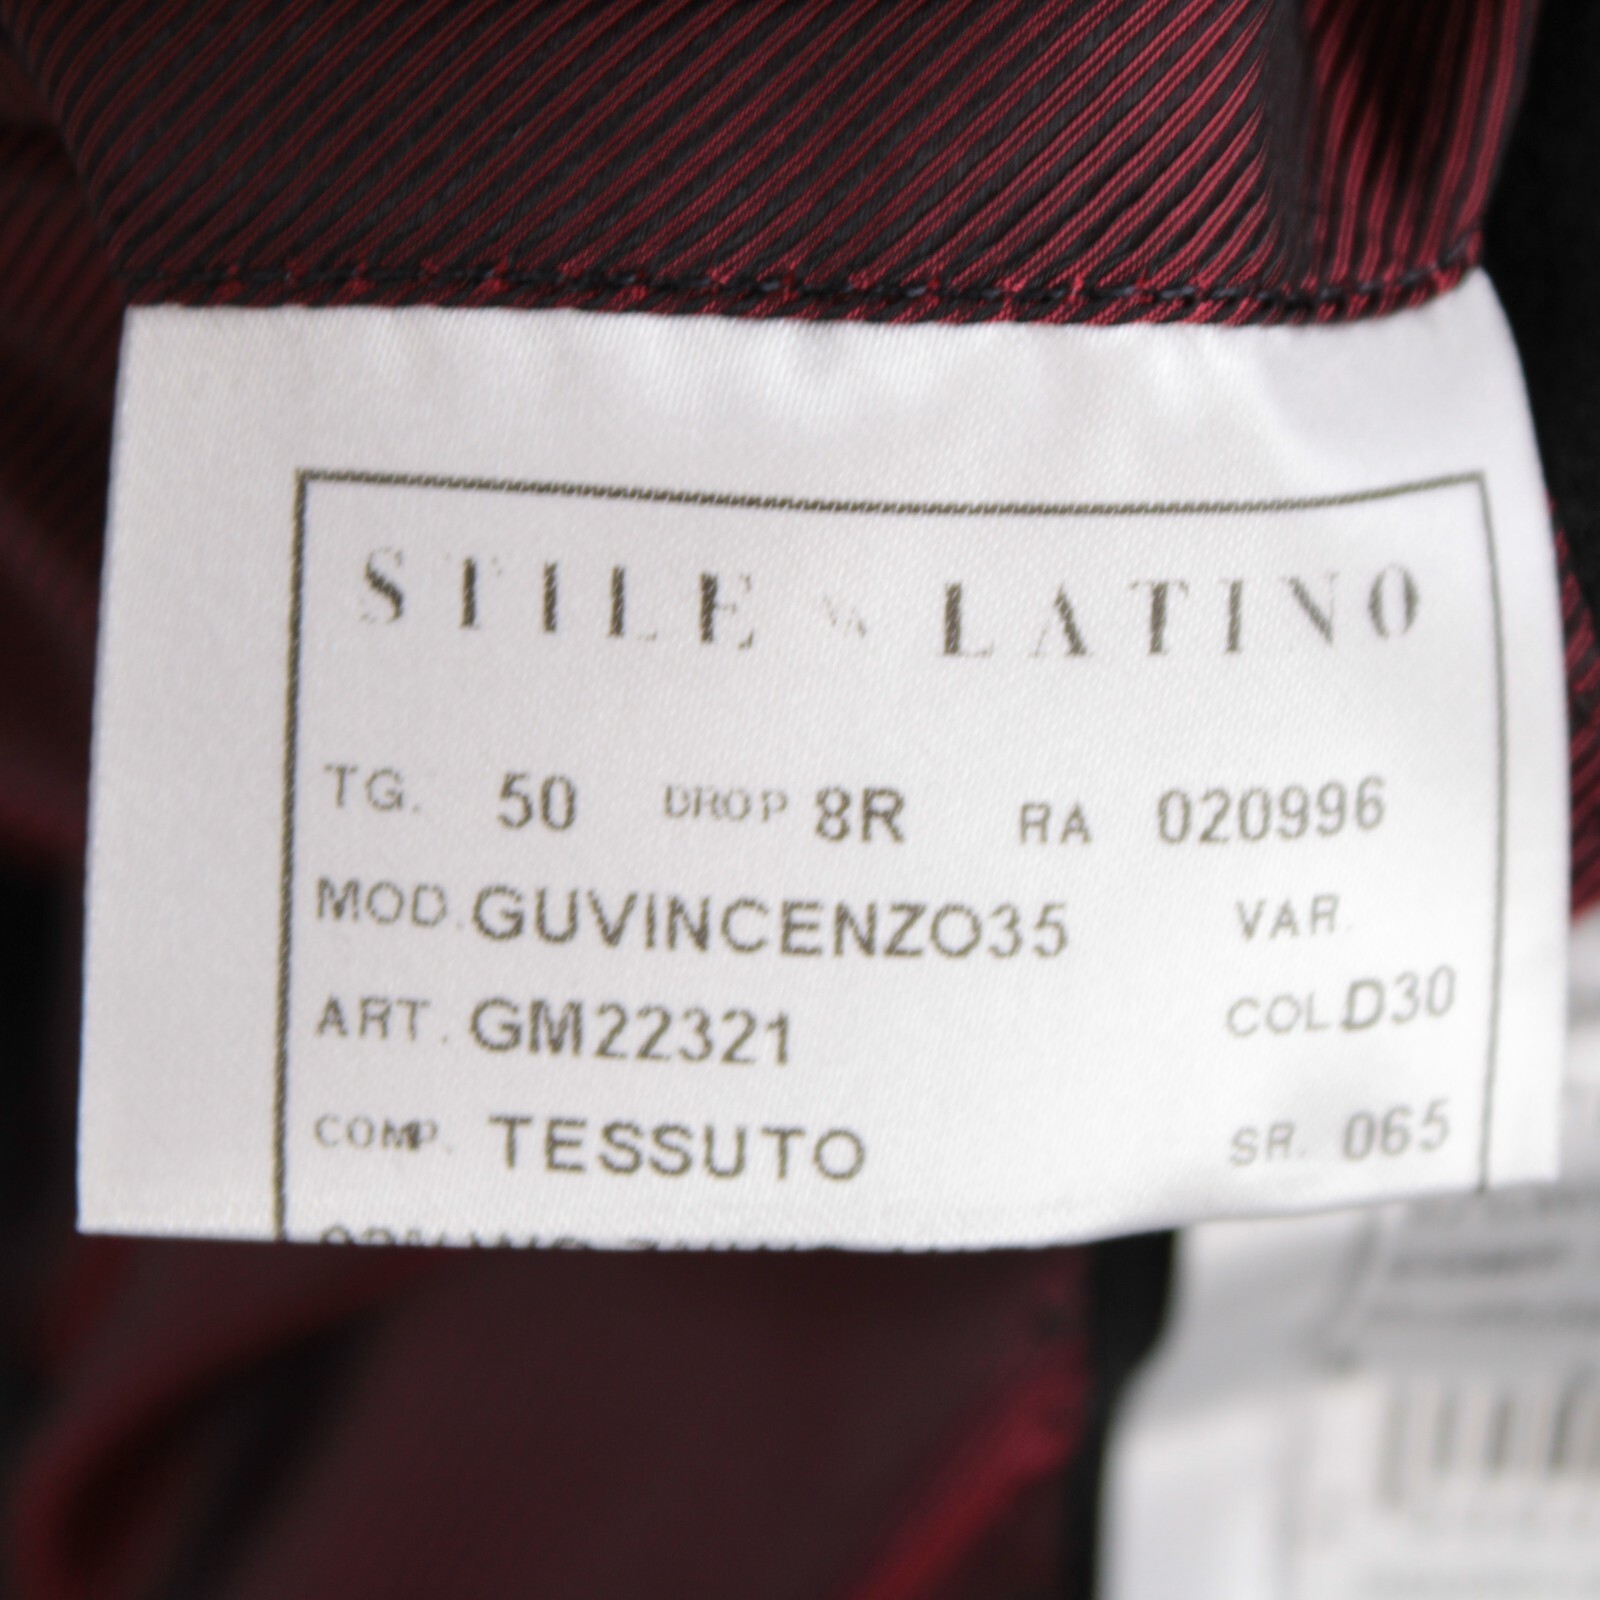 STILE LATINO
TG. 50 DROP 8R RA 020996
MOD. GUVINCENZO35 VAR.
ART. GM22321 COL D30
COMP. TESSUTO SR. 065